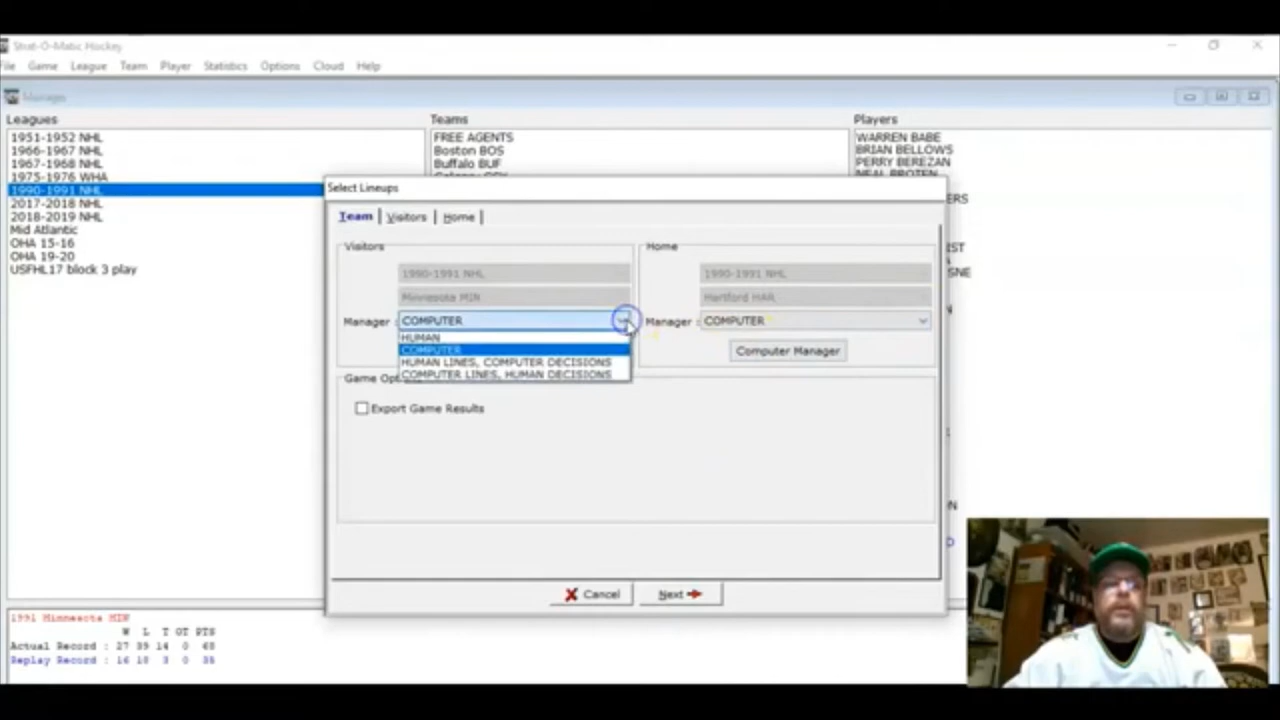 Strat-O-Matic Hockey
File Game League Team Player Statistics Options Cloud Help
Manager
Leagues
1951-1952 NHL
1966-1967 NHL
1967-1968 NHL
1975-1976 WHA
1990-1991 NHL
2017-2018 NHL
2018-2019 NHL
Mid Atlantic
OHA 15-16
OHA 19-20
USFHL17 block 3 play
Teams
FREE AGENTS
Boston BOS
Buffalo BUF
Players
WARREN BABE
BRIAN BELLOWS
PERRY BEREZAN
NEAL BROTEN
ERS
ST
SNE
N
Select Lineups
Team Visitors Home
Visitors
1990-1991 NHL
Minnesota MIN
Manager : COMPUTER
HUMAN
COMPUTER
HUMAN LINES, COMPUTER DECISIONS
COMPUTER LINES, HUMAN DECISIONS
Home
1990-1991 NHL
Hartford HAR
Manager : COMPUTER
Computer Manager
Game Op
Export Game Results
Cancel Next
1991 Minnesota MIN
W L T OT PTS
Actual Record : 27 39 14 0 68
Replay Record : 16 18 3 0 35